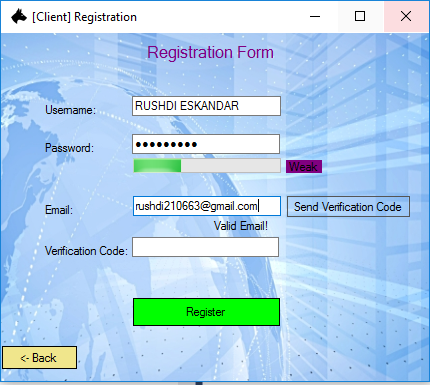 [Client] Registration
Registration Form
Username: RUSHDI ESKANDAR
Password: ●●●●●●●●●
Weak
Email: rushdi210663@gmail.com Send Verification Code
Valid Email!
Verification Code:
Register
<- Back